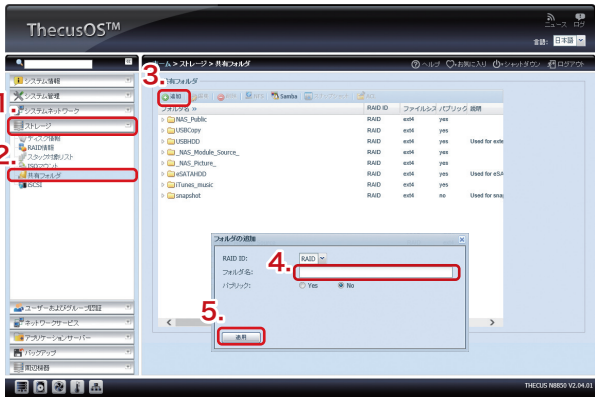 ThecusOS™
ニュース ログ
言語: 日本語
ホーム > ストレージ > 共有フォルダ
ヘルプ お気に入り シャットダウン ログアウト
システム情報
システム管理
1.
システムネットワーク
ストレージ
ディスク情報
RAID情報
スタック対象リスト
ISOマウント
2.
共有フォルダ
iSCSI
ユーザーおよびグループ認証
ネットワークサービス
アプリケーションサーバー
バックアップ
周辺機器
3.
共有フォルダ
追加 NFS Samba
フォルダ名 RAID ID ファイルシス パブリック 説明
NAS_Public RAID ext4 yes
USBCopy RAID ext4 yes
USBHDD RAID ext4 yes Used for exte
_NAS_Module_Source_ RAID ext4 yes
_NAS_Picture_ RAID ext4 yes
eSATAHDD RAID ext4 yes Used for eSA
iTunes_music RAID ext4 yes
snapshot RAID ext4 no Used for sna
フォルダの追加
RAID ID: RAID
4.
フォルダ名:
パブリック: Yes No
5.
適用
THECUS N8850 V2.04.01